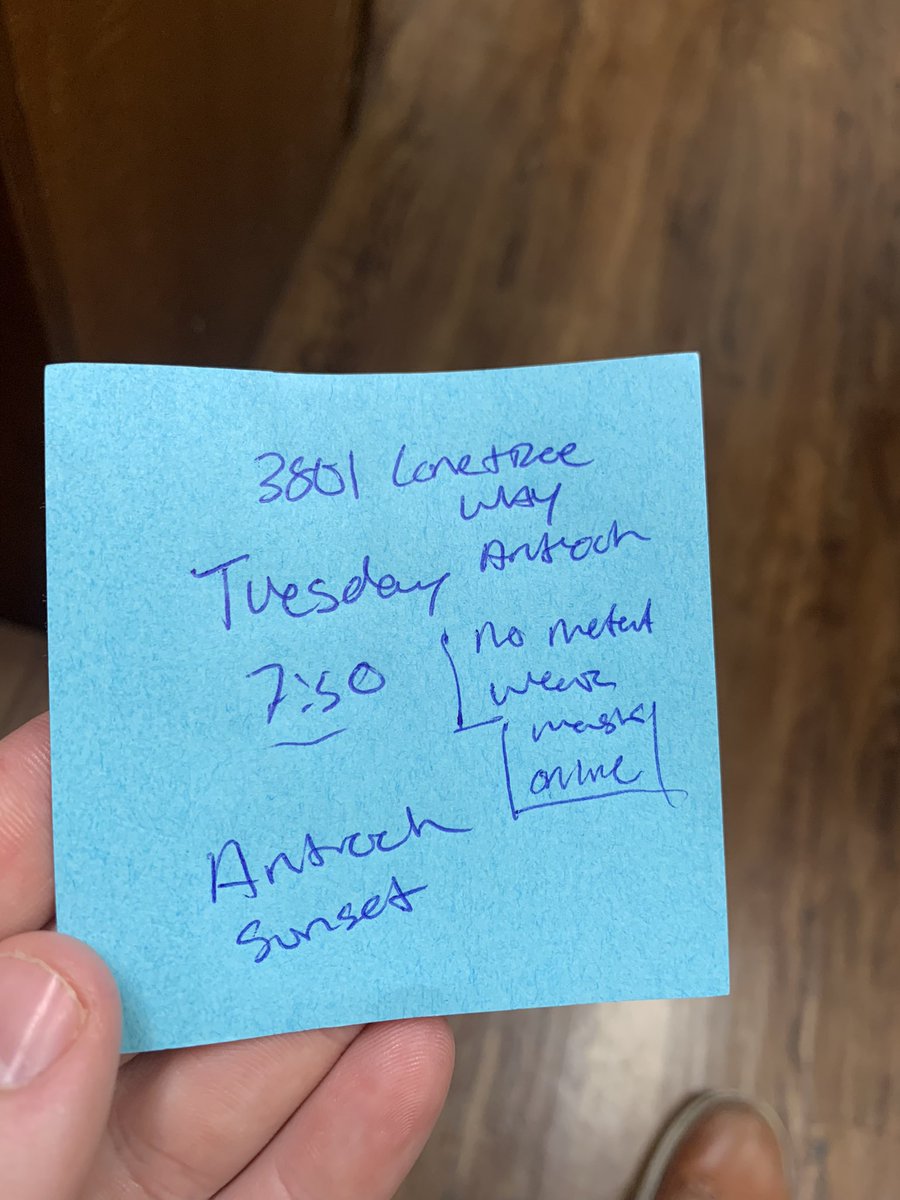 3801 Lonetree
Way
Antioch
Tuesday
no metal
7:50
wear
mask
online
Antioch
Sunset